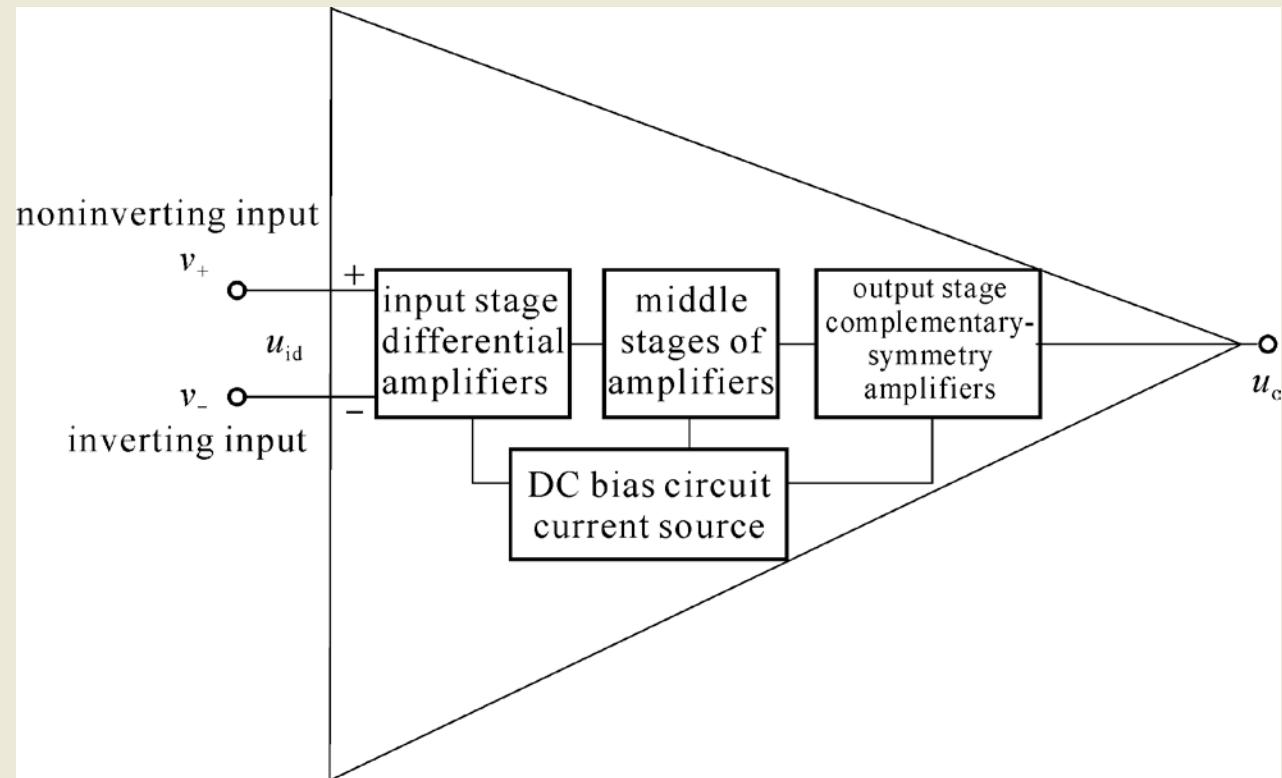 noninverting input
v+
+
input stage
differential
amplifiers
middle
stages of
amplifiers
output stage
complementary-
symmetry
amplifiers
uid
v-
−
inverting input
uo
DC bias circuit
current source